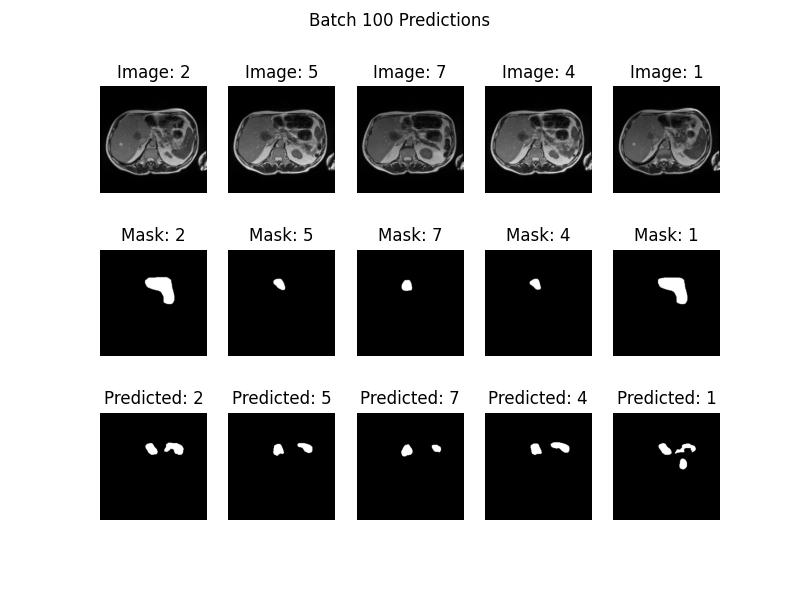 Batch 100 Predictions
Image: 2 Image: 5 Image: 7 Image: 4 Image: 1
Mask: 2 Mask: 5 Mask: 7 Mask: 4 Mask: 1
Predicted: 2 Predicted: 5 Predicted: 7 Predicted: 4 Predicted: 1